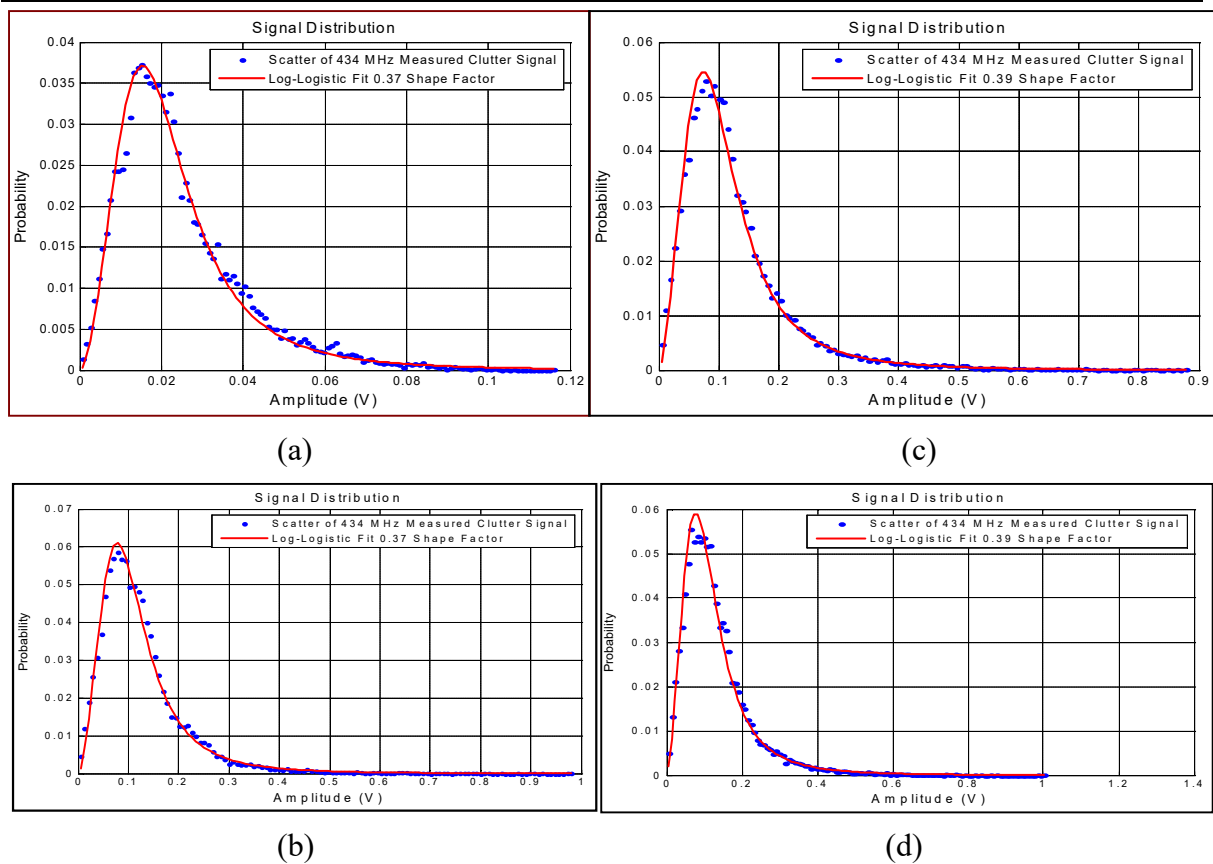 Signal Distribution
0.04
0.035
0.03
0.025
0.02
0.015
0.01
0.005
0
Probability
Scatter of 434 MHz Measured Clutter Signal
Log-Logistic Fit 0.37 Shape Factor
0 0.02 0.04 0.06 0.08 0.1 0.12
Amplitude (V)
(a)
Signal Distribution
0.06
0.05
0.04
0.03
0.02
0.01
0
Probability
Scatter of 434 MHz Measured Clutter Signal
Log-Logistic Fit 0.39 Shape Factor
0 0.1 0.2 0.3 0.4 0.5 0.6 0.7 0.8 0.9
Amplitude (V)
(c)
Signal Distribution
0.07
0.06
0.05
0.04
0.03
0.02
0.01
0
Probability
Scatter of 434 MHz Measured Clutter Signal
Log-Logistic Fit 0.37 Shape Factor
0 0.1 0.2 0.3 0.4 0.5 0.6 0.7 0.8 0.9 1
Amplitude (V)
(b)
Signal Distribution
0.06
0.05
0.04
0.03
0.02
0.01
0
Probability
Scatter of 434 MHz Measured Clutter Signal
Log-Logistic Fit 0.39 Shape Factor
0 0.2 0.4 0.6 0.8 1 1.2 1.4
Amplitude (V)
(d)